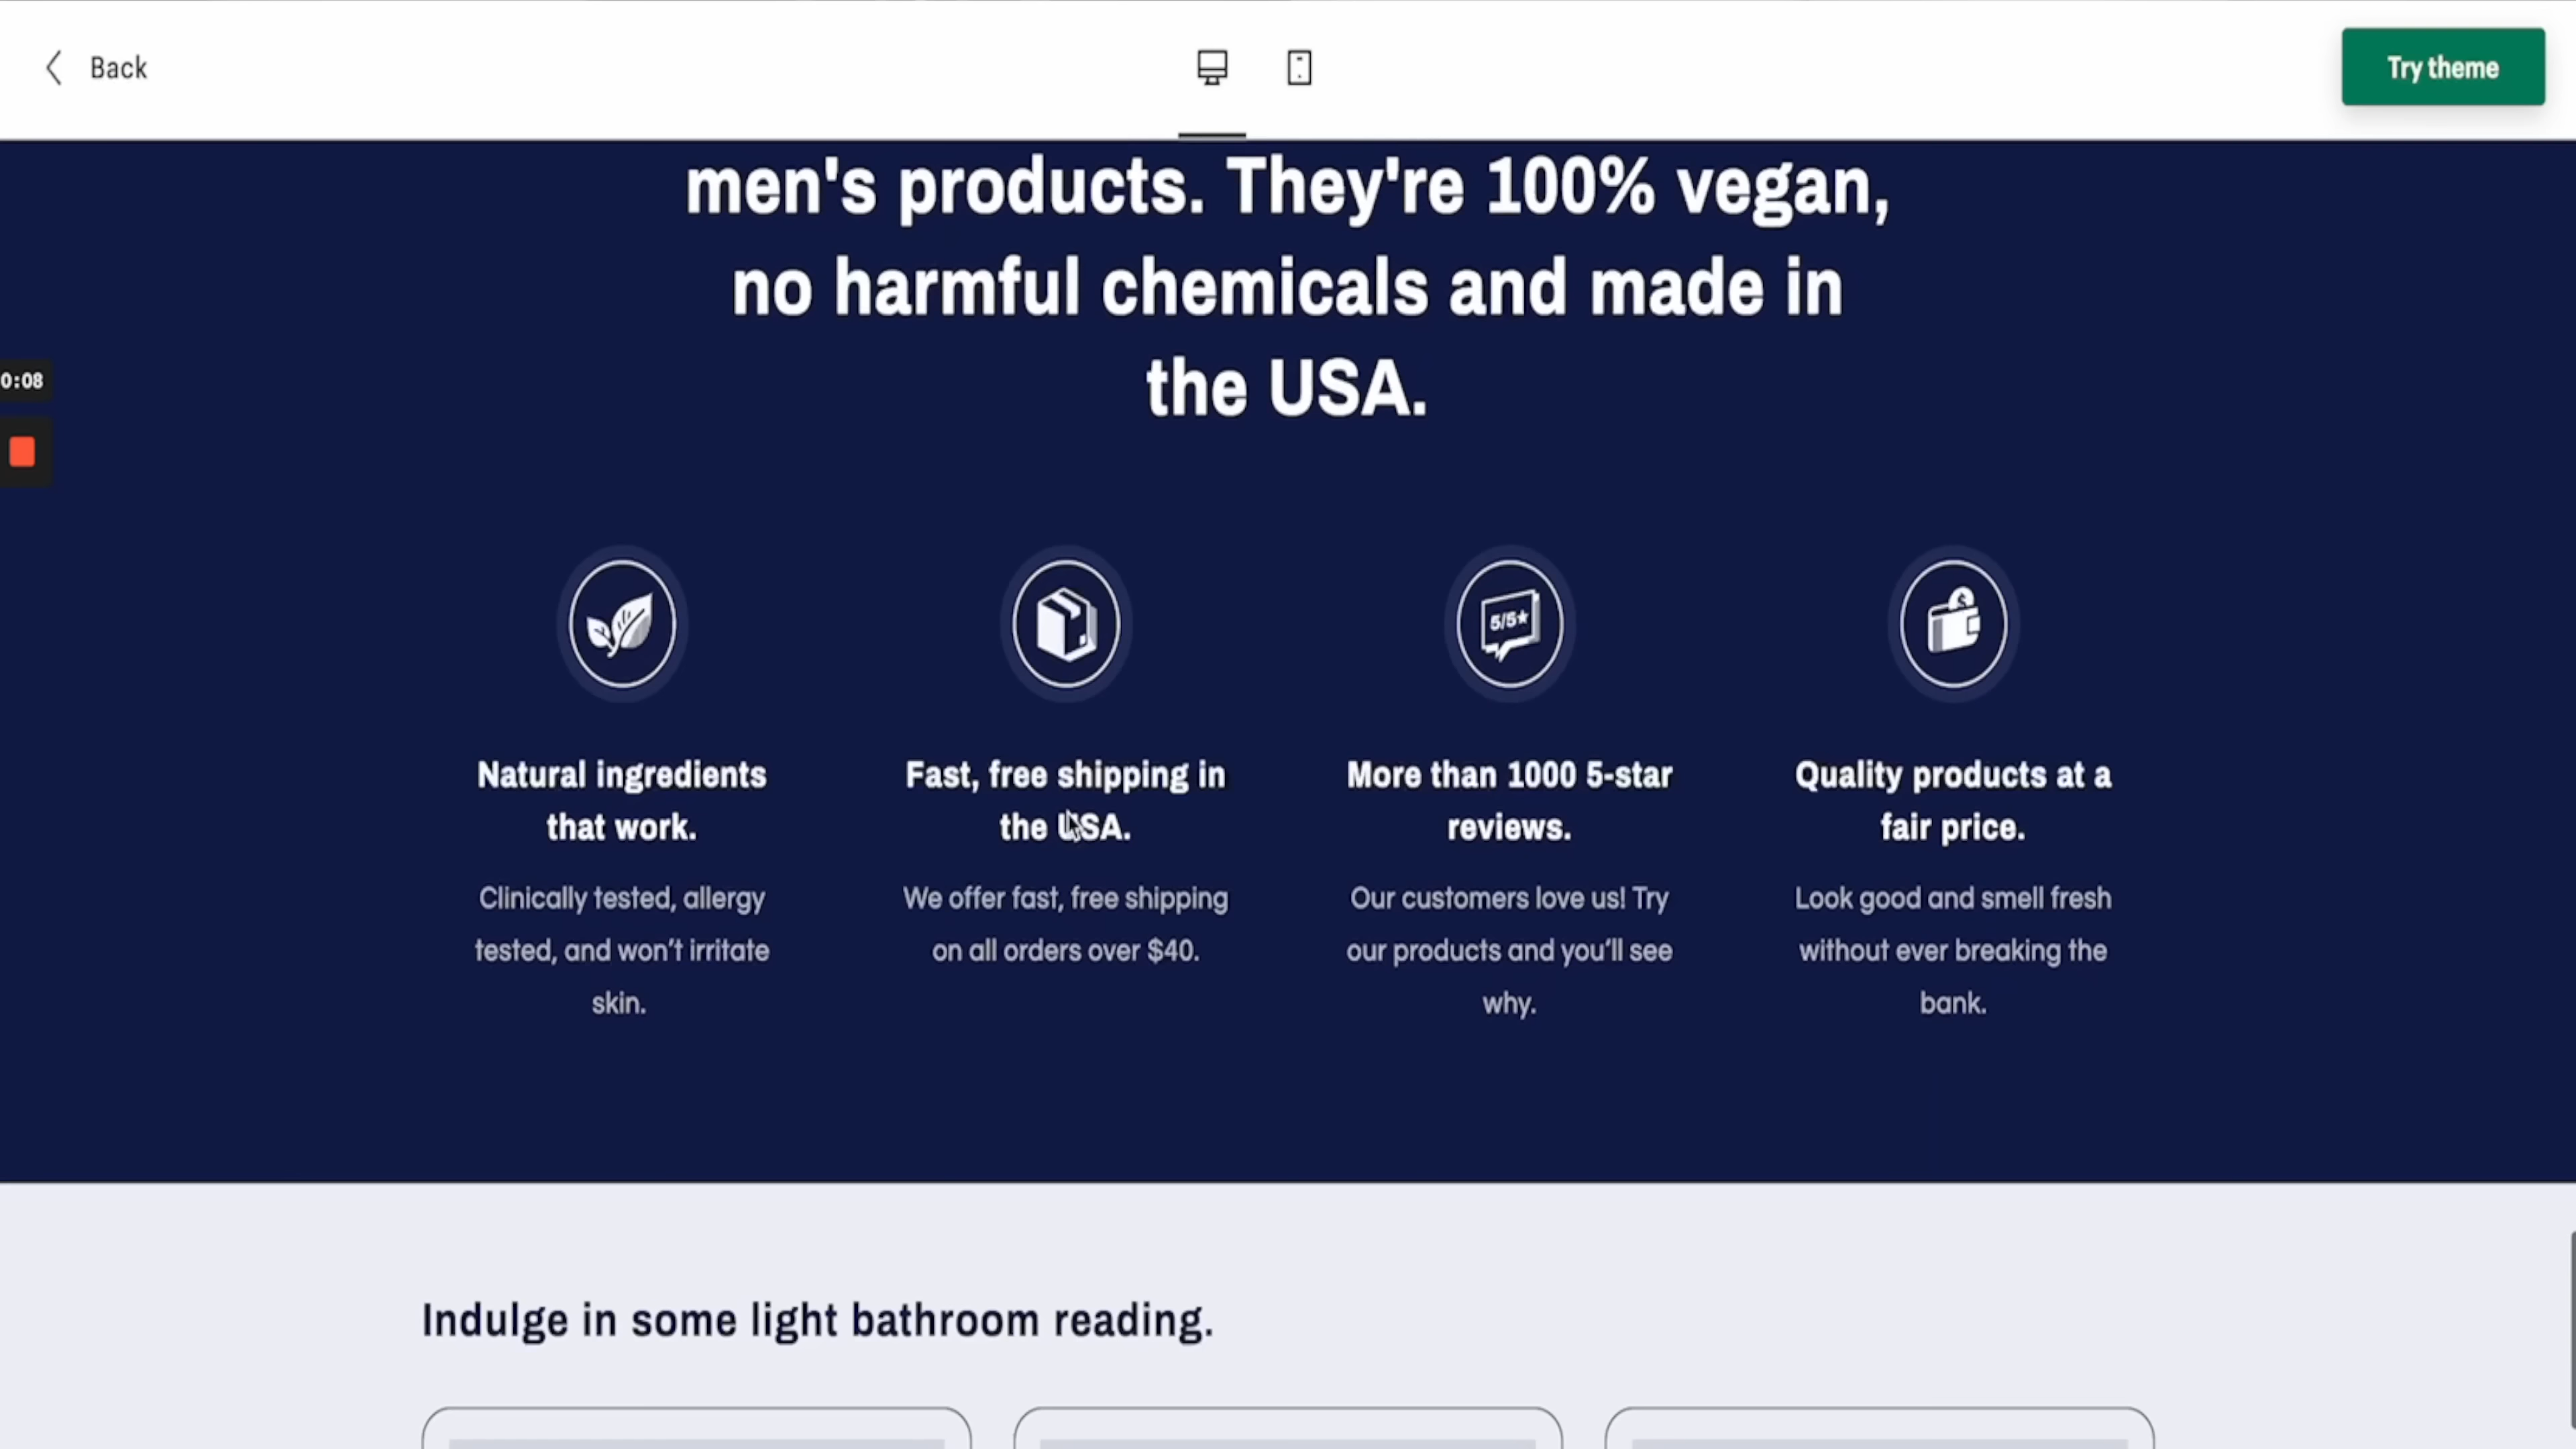 Back
Try theme
men's products. They're 100% vegan,
no harmful chemicals and made in
the USA.
0:08
5/5★
$
Natural ingredients
that work.
Clinically tested, allergy
tested, and won't irritate
skin.
Fast, free shipping in
the USA.
We offer fast, free shipping
on all orders over $40.
More than 1000 5-star
reviews.
Our customers love us! Try
our products and you'll see
why.
Quality products at a
fair price.
Look good and smell fresh
without ever breaking the
bank.
Indulge in some light bathroom reading.